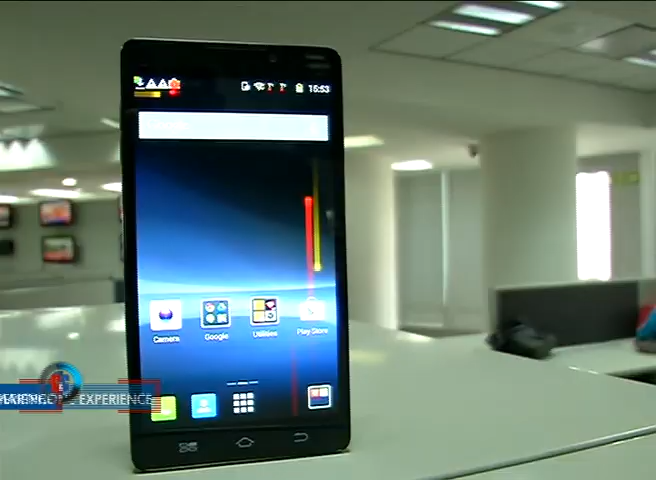 15:53
Camera
Google
Utilities
Play Store
EXPERIENCE